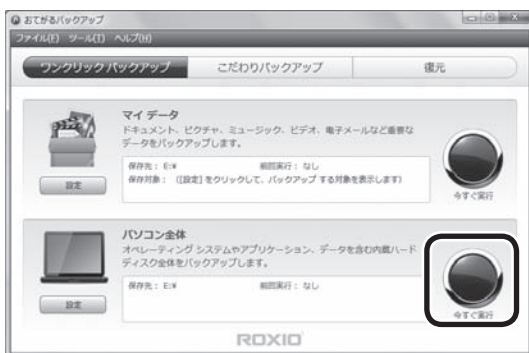 おてがるバックアップ
ファイル(F) ツール(T) ヘルプ(H)
ワンクリック バックアップ こだわりバックアップ 復元
マイ データ
ドキュメント、ピクチャ、ミュージック、ビデオ、電子メールなど重要な
データをバックアップします。
保存先： E:¥ 前回実行： なし
保存対象： （[設定] をクリックして、バックアップ する対象を表示します）
設定
今すぐ実行
パソコン全体
オペレーティング システムやアプリケーション、データを含む内蔵ハード
ディスク全体をバックアップします。
保存先： E:¥ 前回実行： なし
設定
今すぐ実行
ROXIO